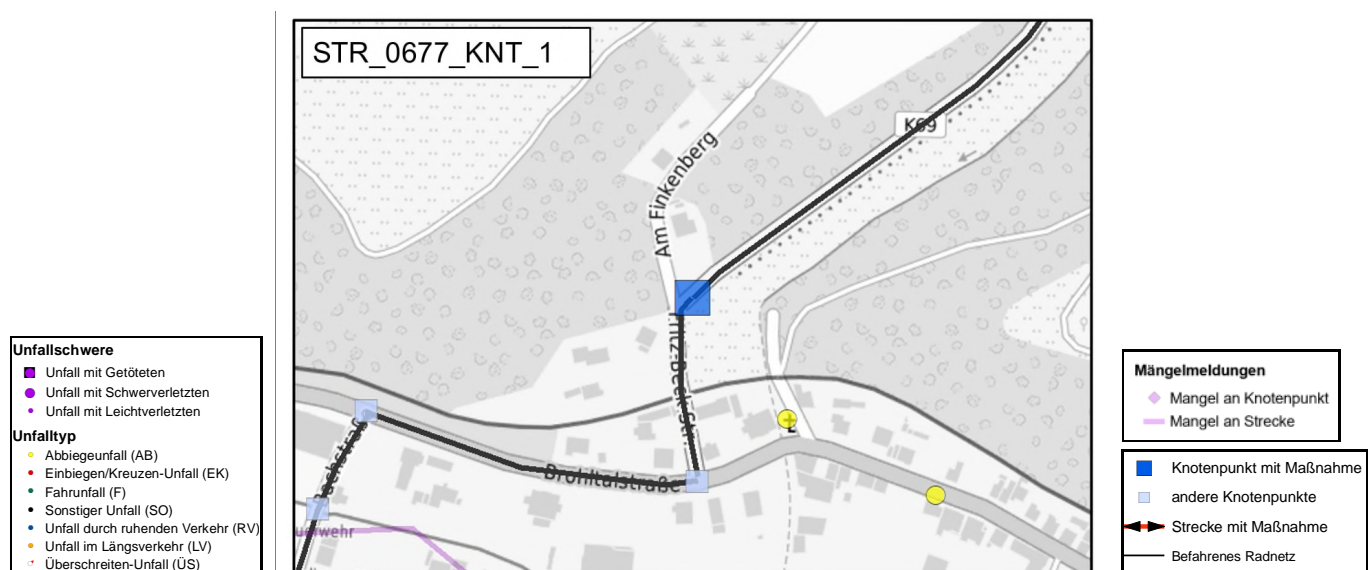 STR_0677_KNT_1
K69
Am Finkenberg
Brohltalstraße
Unfallschwere
Unfall mit Getöteten
Unfall mit Schwerverletzten
Unfall mit Leichtverletzten
Unfalltyp
Abbiegeunfall (AB)
Einbiegen/Kreuzen-Unfall (EK)
Fahrunfall (F)
Sonstiger Unfall (SO)
Unfall durch ruhenden Verkehr (RV)
Unfall im Längsverkehr (LV)
Überschreiten-Unfall (ÜS)
Mängelmeldungen
Mangel an Knotenpunkt
Mangel an Strecke
Knotenpunkt mit Maßnahme
andere Knotenpunkte
Strecke mit Maßnahme
Befahrenes Radnetz